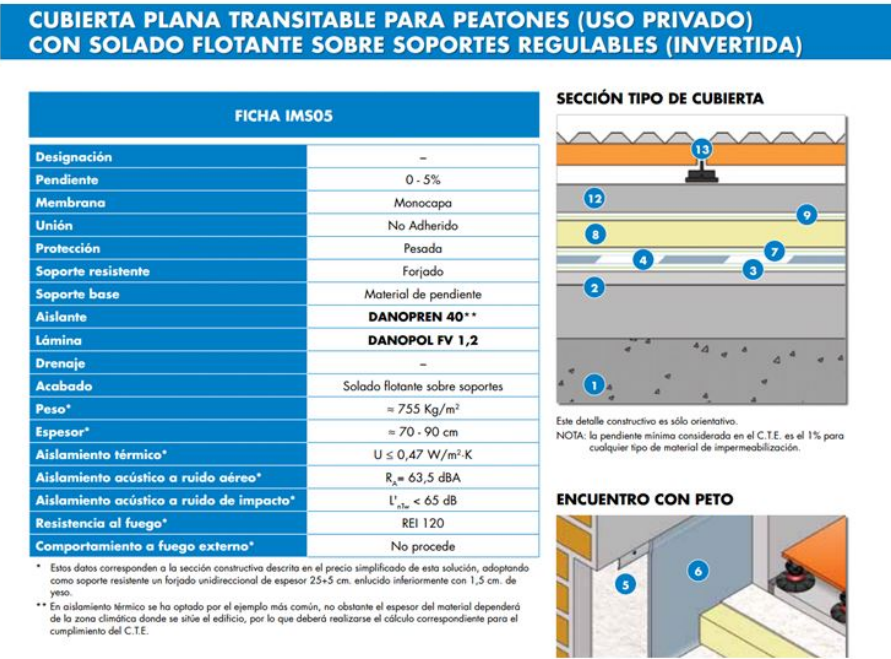 CUBIERTA PLANA TRANSITABLE PARA PEATONES (USO PRIVADO)
CON SOLADO FLOTANTE SOBRE SOPORTES REGULABLES (INVERTIDA)
FICHA IMS05
Designación –
Pendiente 0 - 5%
Membrana Monocapa
Unión No Adherido
Protección Pesada
Soporte resistente Forjado
Soporte base Material de pendiente
Aislante DANOPREN 40**
Lámina DANOPOL FV 1,2
Drenaje –
Acabado Solado flotante sobre soportes
Peso* ≈ 755 Kg/m²
Espesor* ≈ 70 - 90 cm
Aislamiento térmico* U ≤ 0,47 W/m²·K
Aislamiento acústico a ruido aéreo* RA= 63,5 dBA
Aislamiento acústico a ruido de impacto* L'nTw < 65 dB
Resistencia al fuego* REI 120
Comportamiento a fuego externo* No procede
* Estos datos corresponden a la sección constructiva descrita en el precio simplificado de esta solución, adoptando
como soporte resistente un forjado unidireccional de espesor 25+5 cm. enlucido inferiormente con 1,5 cm. de
yeso.
** En aislamiento térmico se ha optado por el ejemplo más común, no obstante el espesor del material dependerá
de la zona climática donde se sitúe el edificio, por lo que deberá realizarse el cálculo correspondiente para el
cumplimiento del C.T.E.
SECCIÓN TIPO DE CUBIERTA
13
12
9
8
7
4
3
2
1
Este detalle constructivo es sólo orientativo.
NOTA: la pendiente mínima considerada en el C.T.E. es el 1% para
cualquier tipo de material de impermeabilización.
ENCUENTRO CON PETO
5
6